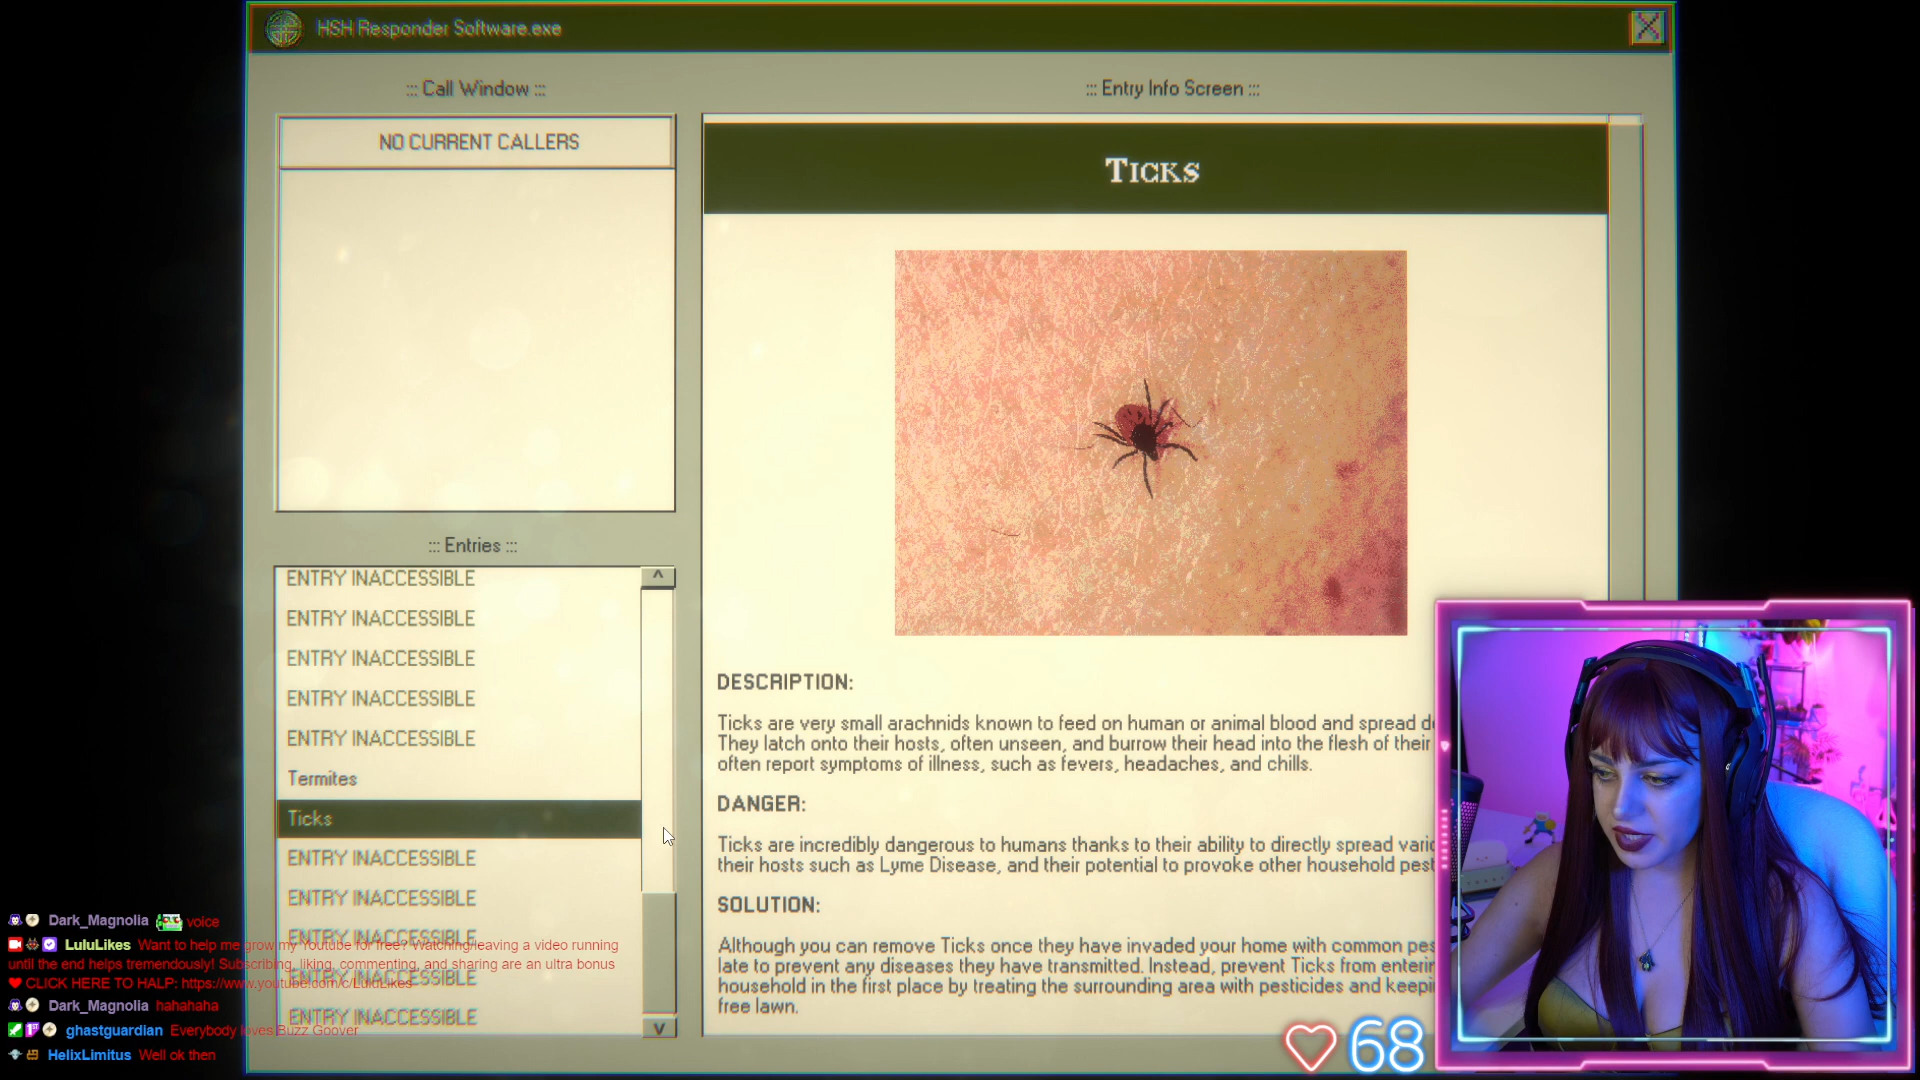 HSH Responder Software.exe
::: Call Window :::
NO CURRENT CALLERS
::: Entries :::
ENTRY INACCESSIBLE
ENTRY INACCESSIBLE
ENTRY INACCESSIBLE
ENTRY INACCESSIBLE
ENTRY INACCESSIBLE
Termites
Ticks
ENTRY INACCESSIBLE
ENTRY INACCESSIBLE
ENTRY INACCESSIBLE
ENTRY INACCESSIBLE
ENTRY INACCESSIBLE
::: Entry Info Screen :::
TICKS
DESCRIPTION:
Ticks are very small arachnids known to feed on human or animal blood and spread
They latch onto their hosts, often unseen, and burrow their head into the flesh of their
often report symptoms of illness, such as fevers, headaches, and chills.
DANGER:
Ticks are incredibly dangerous to humans thanks to their ability to directly spread
their hosts such as Lyme Disease, and their potential to provoke other household
SOLUTION:
Although you can remove Ticks once they have invaded your home with common
late to prevent any diseases they have transmitted. Instead, prevent Ticks from
household in the first place by treating the surrounding area with pesticides and
free lawn.
Dark_Magnolia voice
LuluLikes Want to help me grow my Youtube for free? Watching/leaving a video running
until the end helps tremendously! Subscribing, liking, commenting, and sharing are an ultra bonus
CLICK HERE TO HALP: https://www.youtube.com/c/LuluLikes
Dark_Magnolia hahahaha
ghastguardian Everybody loves Buzz Goover
HelixLimitus Well ok then
68